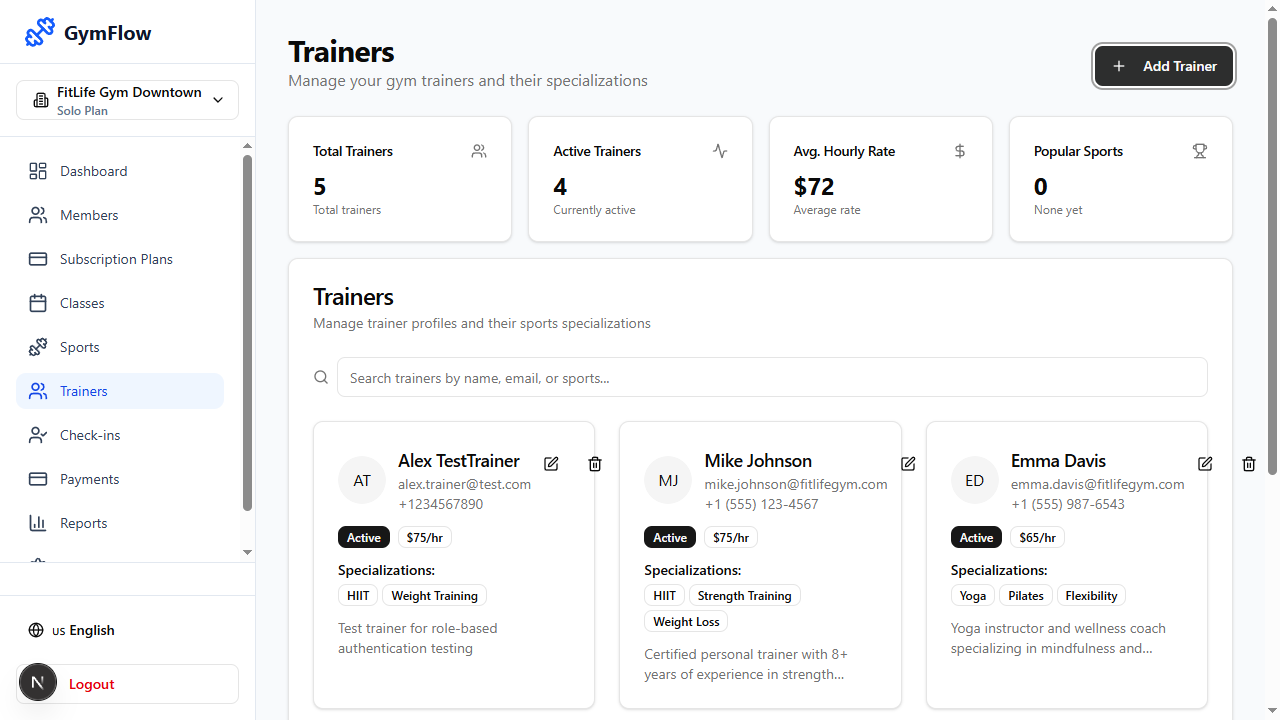 GymFlow
FitLife Gym Downtown
Solo Plan
Dashboard
Members
Subscription Plans
Classes
Sports
Trainers
Check-ins
Payments
Reports
us English
N
Logout
Trainers
Manage your gym trainers and their specializations
Add Trainer
Total Trainers
5
Total trainers
Active Trainers
4
Currently active
Avg. Hourly Rate
$72
Average rate
Popular Sports
0
None yet
Trainers
Manage trainer profiles and their sports specializations
Search trainers by name, email, or sports...
AT
Alex TestTrainer
alex.trainer@test.com
+1234567890
Active $75/hr
Specializations:
HIIT Weight Training
Test trainer for role-based
authentication testing
MJ
Mike Johnson
mike.johnson@fitlifegym.com
+1 (555) 123-4567
Active $75/hr
Specializations:
HIIT Strength Training
Weight Loss
Certified personal trainer with 8+
years of experience in strength...
ED
Emma Davis
emma.davis@fitlifegym.com
+1 (555) 987-6543
Active $65/hr
Specializations:
Yoga Pilates Flexibility
Yoga instructor and wellness coach
specializing in mindfulness and...